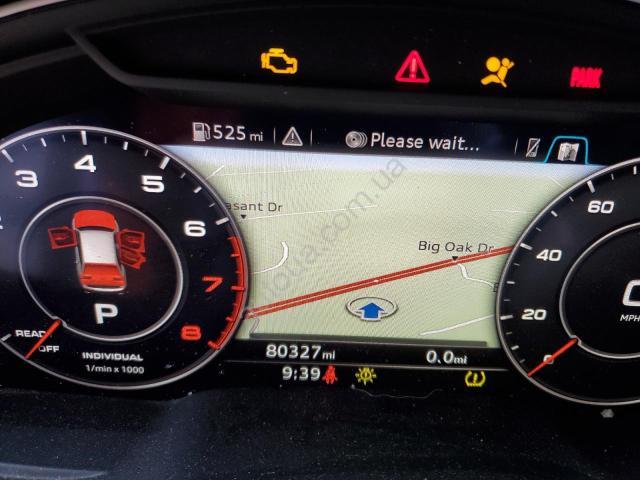 PARK
525 mi
Please wait...
asant Dr
Big Oak Dr
3 4 5 6 7 8
P
READY
OFF
INDIVIDUAL
1/min x 1000
60
40
20
0
MPH
80327 mi
0.0 mi
9:39